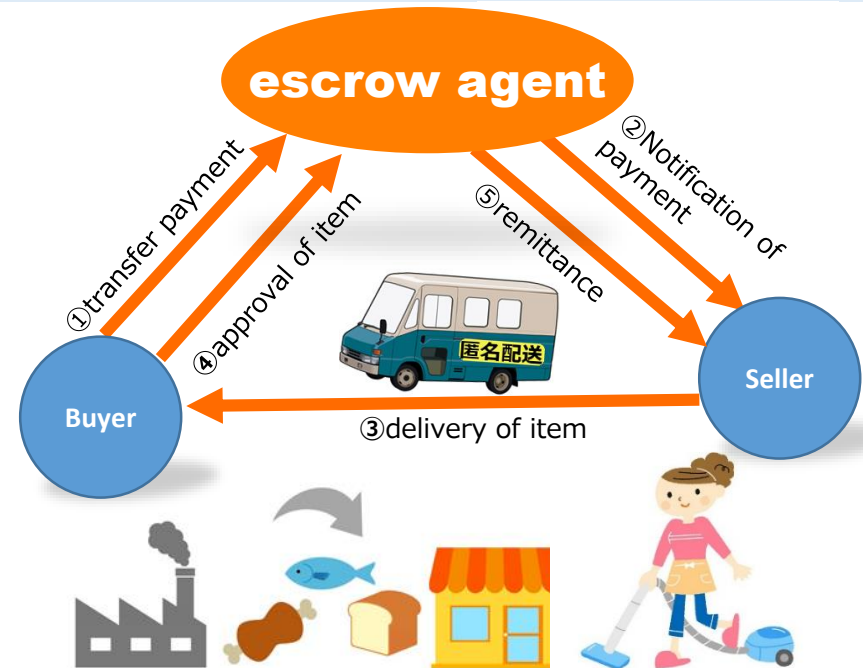 escrow agent
①transfer payment
④approval of item
⑤remittance
②Notification of
payment
匿名配送
Buyer
Seller
③delivery of item